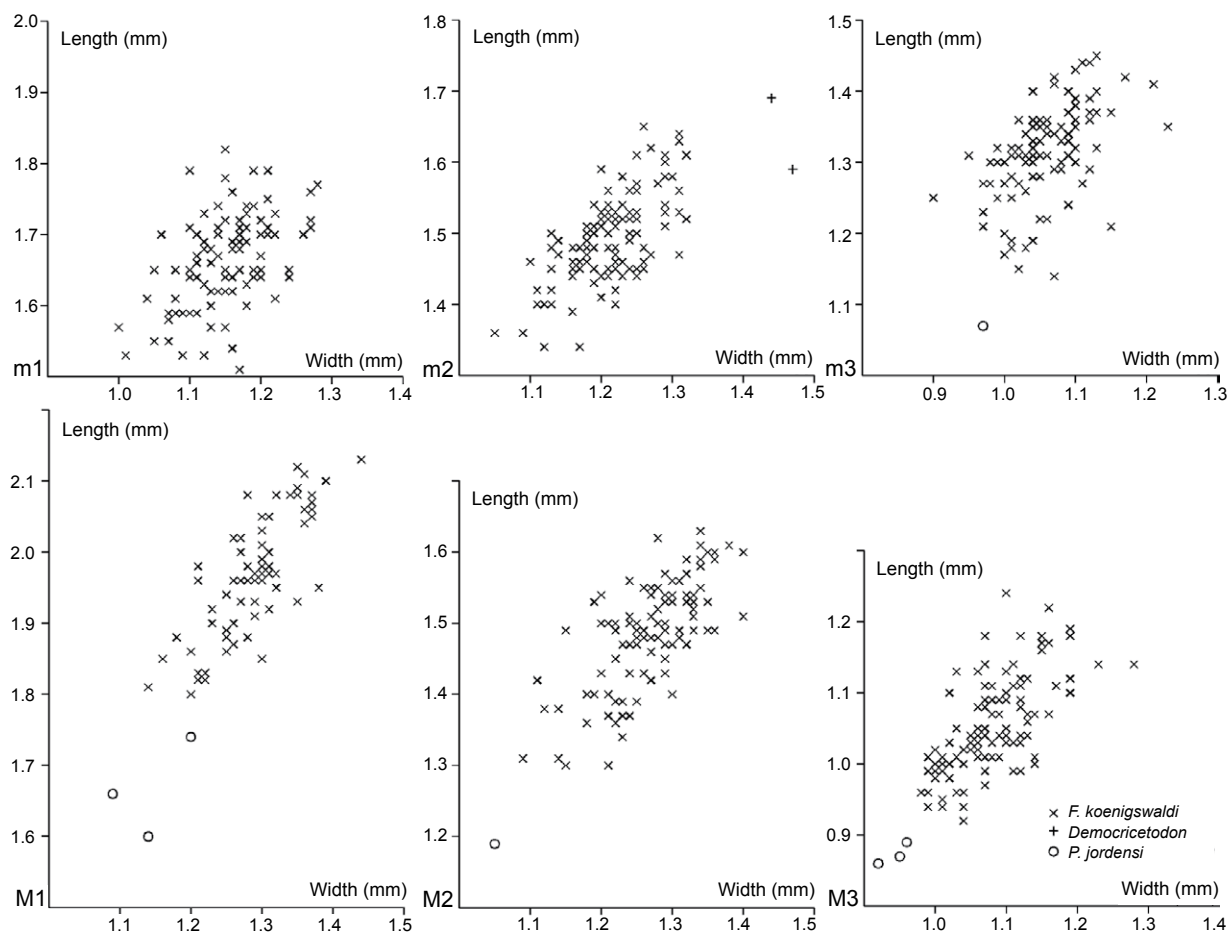 2.0
Length (mm)
1.9
1.8
1.7
1.6
m1
Width (mm)
1.0 1.1 1.2 1.3 1.4
1.8
Length (mm)
1.7
1.6
1.5
1.4
m2
Width (mm)
1.1 1.2 1.3 1.4 1.5
1.5
Length (mm)
1.4
1.3
1.2
1.1
m3
Width (mm)
0.9 1.0 1.1 1.2 1.3
Length (mm)
2.1
2.0
1.9
1.8
1.7
1.6
M1
Width (mm)
1.1 1.2 1.3 1.4 1.5
Length (mm)
1.6
1.5
1.4
1.3
1.2
M2
Width (mm)
1.1 1.2 1.3 1.4 1.5
Length (mm)
1.2
1.1
1.0
0.9
F. koenigswaldi
Democricetodon
P. jordensi
M3
Width (mm)
1.0 1.1 1.2 1.3 1.4